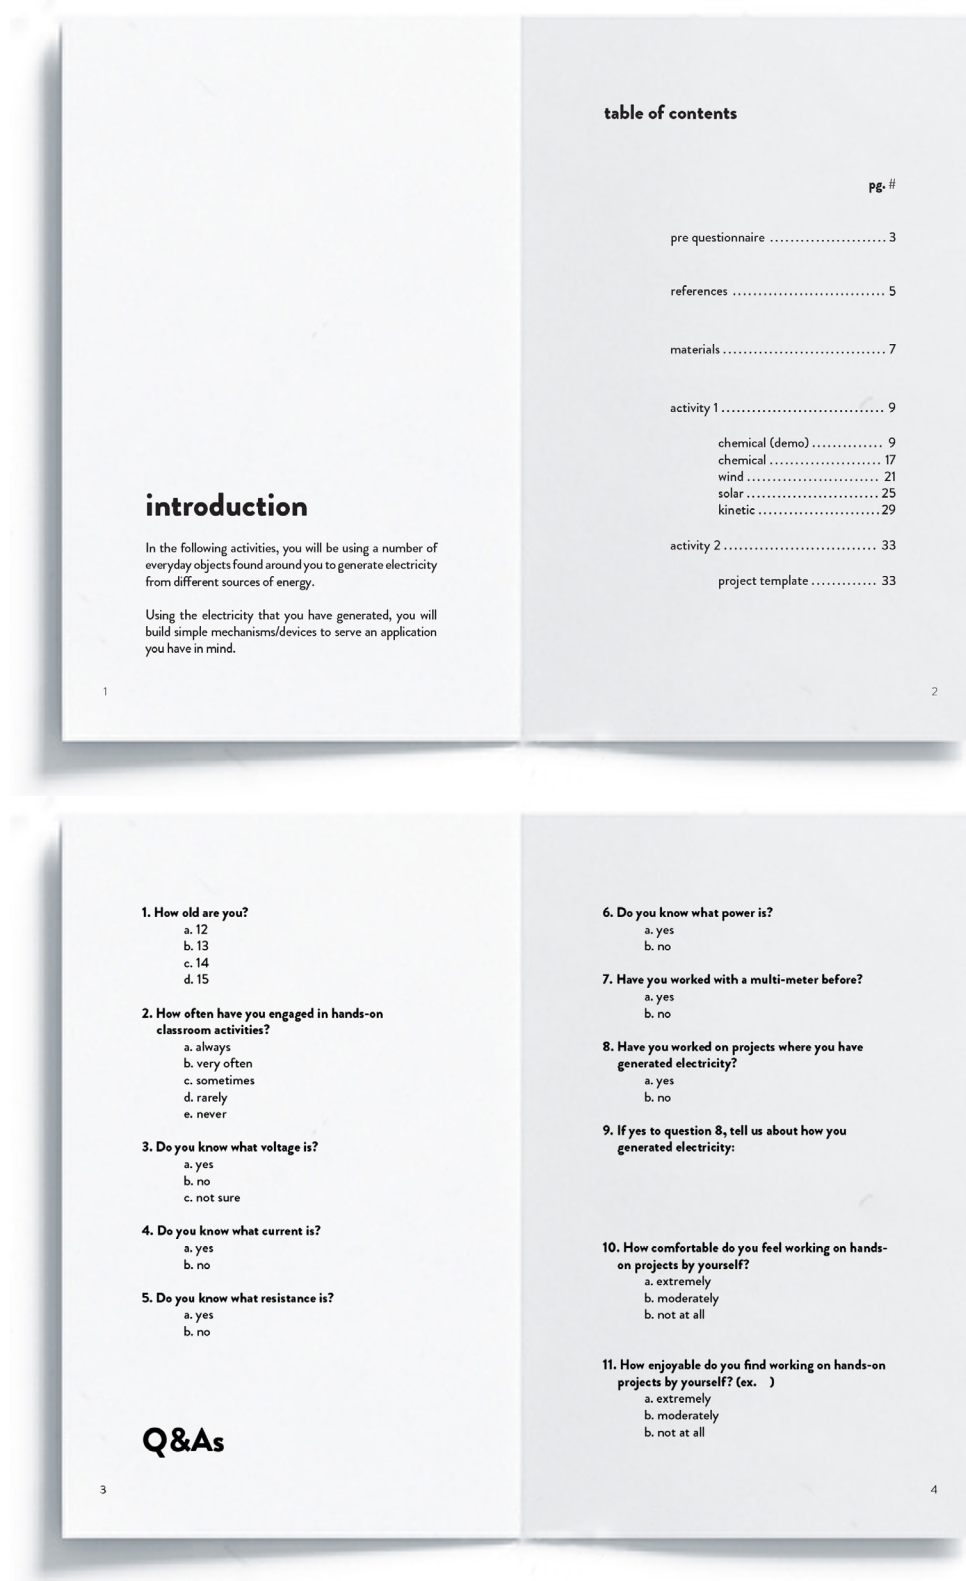 introduction
In the following activities, you will be using a number of
everyday objects found around you to generate electricity
from different sources of energy.
Using the electricity that you have generated, you will
build simple mechanisms/devices to serve an application
you have in mind.
1
table of contents
pg. #
pre questionnaire ....................... 3
references .............................. 5
materials ................................ 7
activity 1 ................................ 9
chemical (demo) .............. 9
chemical ...................... 17
wind .......................... 21
solar .......................... 25
kinetic ........................ 29
activity 2 .............................. 33
project template ............. 33
2
1. How old are you?
a. 12
b. 13
c. 14
d. 15
2. How often have you engaged in hands-on
classroom activities?
a. always
b. very often
c. sometimes
d. rarely
e. never
3. Do you know what voltage is?
a. yes
b. no
c. not sure
4. Do you know what current is?
a. yes
b. no
5. Do you know what resistance is?
a. yes
b. no
Q&As
3
6. Do you know what power is?
a. yes
b. no
7. Have you worked with a multi-meter before?
a. yes
b. no
8. Have you worked on projects where you have
generated electricity?
a. yes
b. no
9. If yes to question 8, tell us about how you
generated electricity:
10. How comfortable do you feel working on hands-
on projects by yourself?
a. extremely
b. moderately
b. not at all
11. How enjoyable do you find working on hands-on
projects by yourself? (ex. )
a. extremely
b. moderately
b. not at all
4